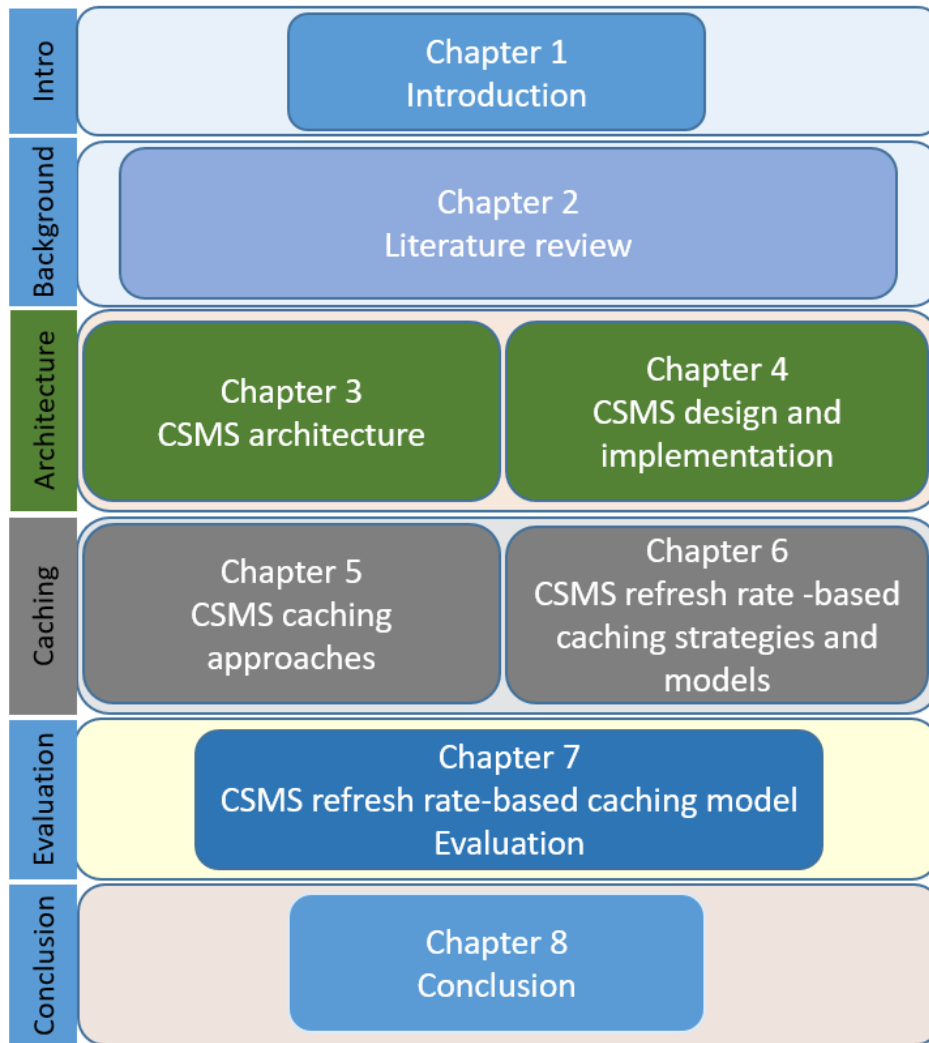 Intro
Chapter 1
Introduction
Background
Chapter 2
Literature review
Architecture
Chapter 3
CSMS architecture
Chapter 4
CSMS design and
implementation
Caching
Chapter 5
CSMS caching
approaches
Chapter 6
CSMS refresh rate -based
caching strategies and
models
Evaluation
Chapter 7
CSMS refresh rate-based caching model
Evaluation
Conclusion
Chapter 8
Conclusion